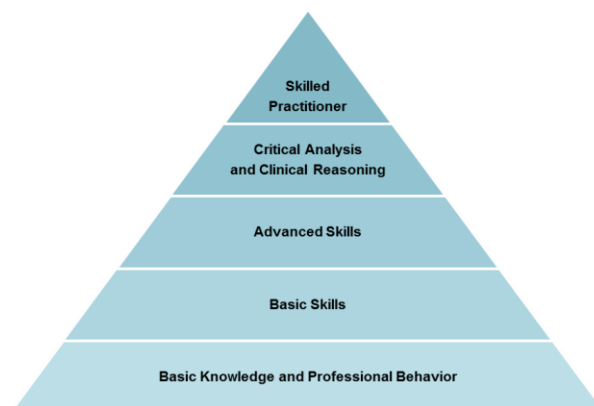 Skilled
Practitioner
Critical Analysis
and Clinical Reasoning
Advanced Skills
Basic Skills
Basic Knowledge and Professional Behavior